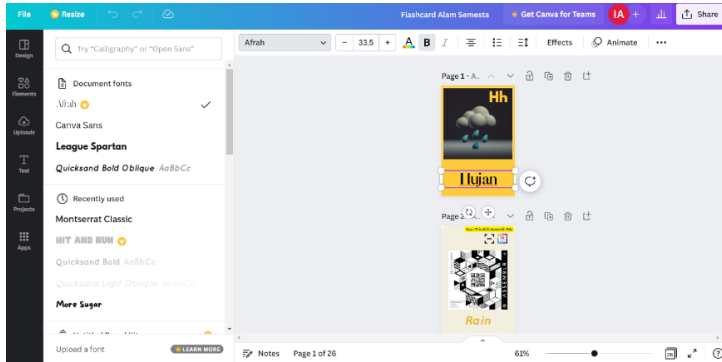 File Resize Flashcard Alam Semesta Get Canva for Teams IA + Share
Design
Elements
Uploads
Text
Projects
Apps
Try "Calligraphy" or "Open Sans"
Document fonts
Afrah
Canva Sans
League Spartan
Quicksand Bold Oblique AaBbCc
Recently used
Montserrat Classic
HIT AND RUN
Quicksand Bold AaBbCc
Quicksand Light Oblique AaBbCc
More Sugar
Upload a font LEARN MORE
Afrah - 33.5 + A B I Effects Animate
Page 1 - A..
Hh
Hujan
Page 2
ASSEMBLR
Rain
Notes Page 1 of 26 61% 26